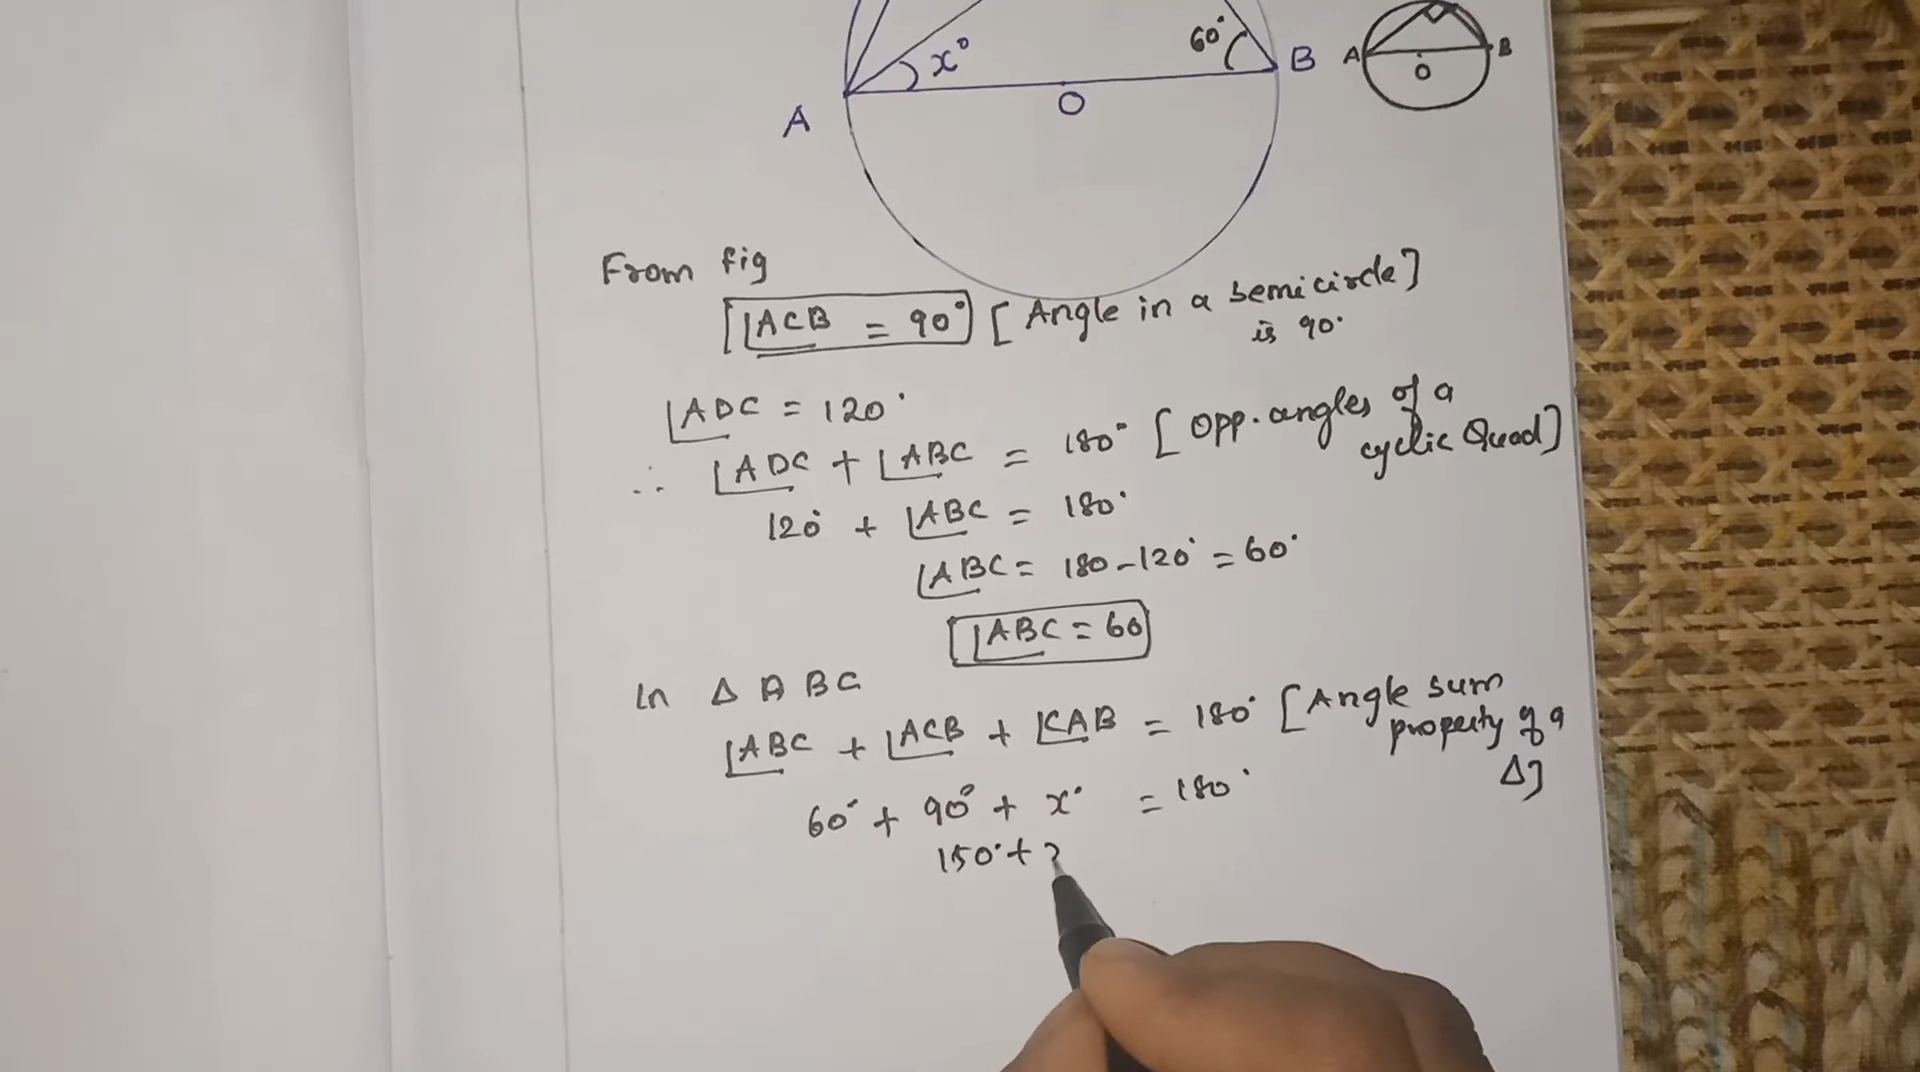 x° 60° B A B
A O O
From fig
∠ACB = 90° [Angle in a semicircle]
is 90°
∠ADC = 120°
∴ ∠ADC + ∠ABC = 180° [opp. angles of a
cyclic Quad]
120° + ∠ABC = 180°
∠ABC = 180-120° = 60°
∠ABC = 60
In Δ ABC
∠ABC + ∠ACB + ∠CAB = 180° [Angle sum
property of a
Δ]
60° + 90° + x° = 180°
150° +